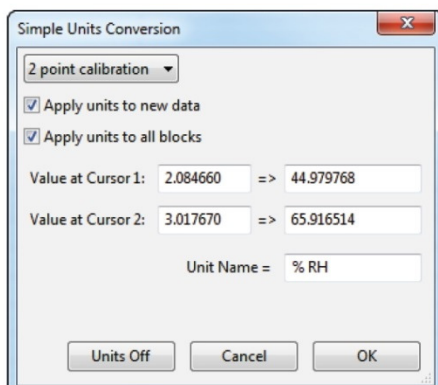 Simple Units Conversion
2 point calibration
Apply units to new data
Apply units to all blocks
Value at Cursor 1: 2.084660 => 44.979768
Value at Cursor 2: 3.017670 => 65.916514
Unit Name = % RH
Units Off Cancel OK